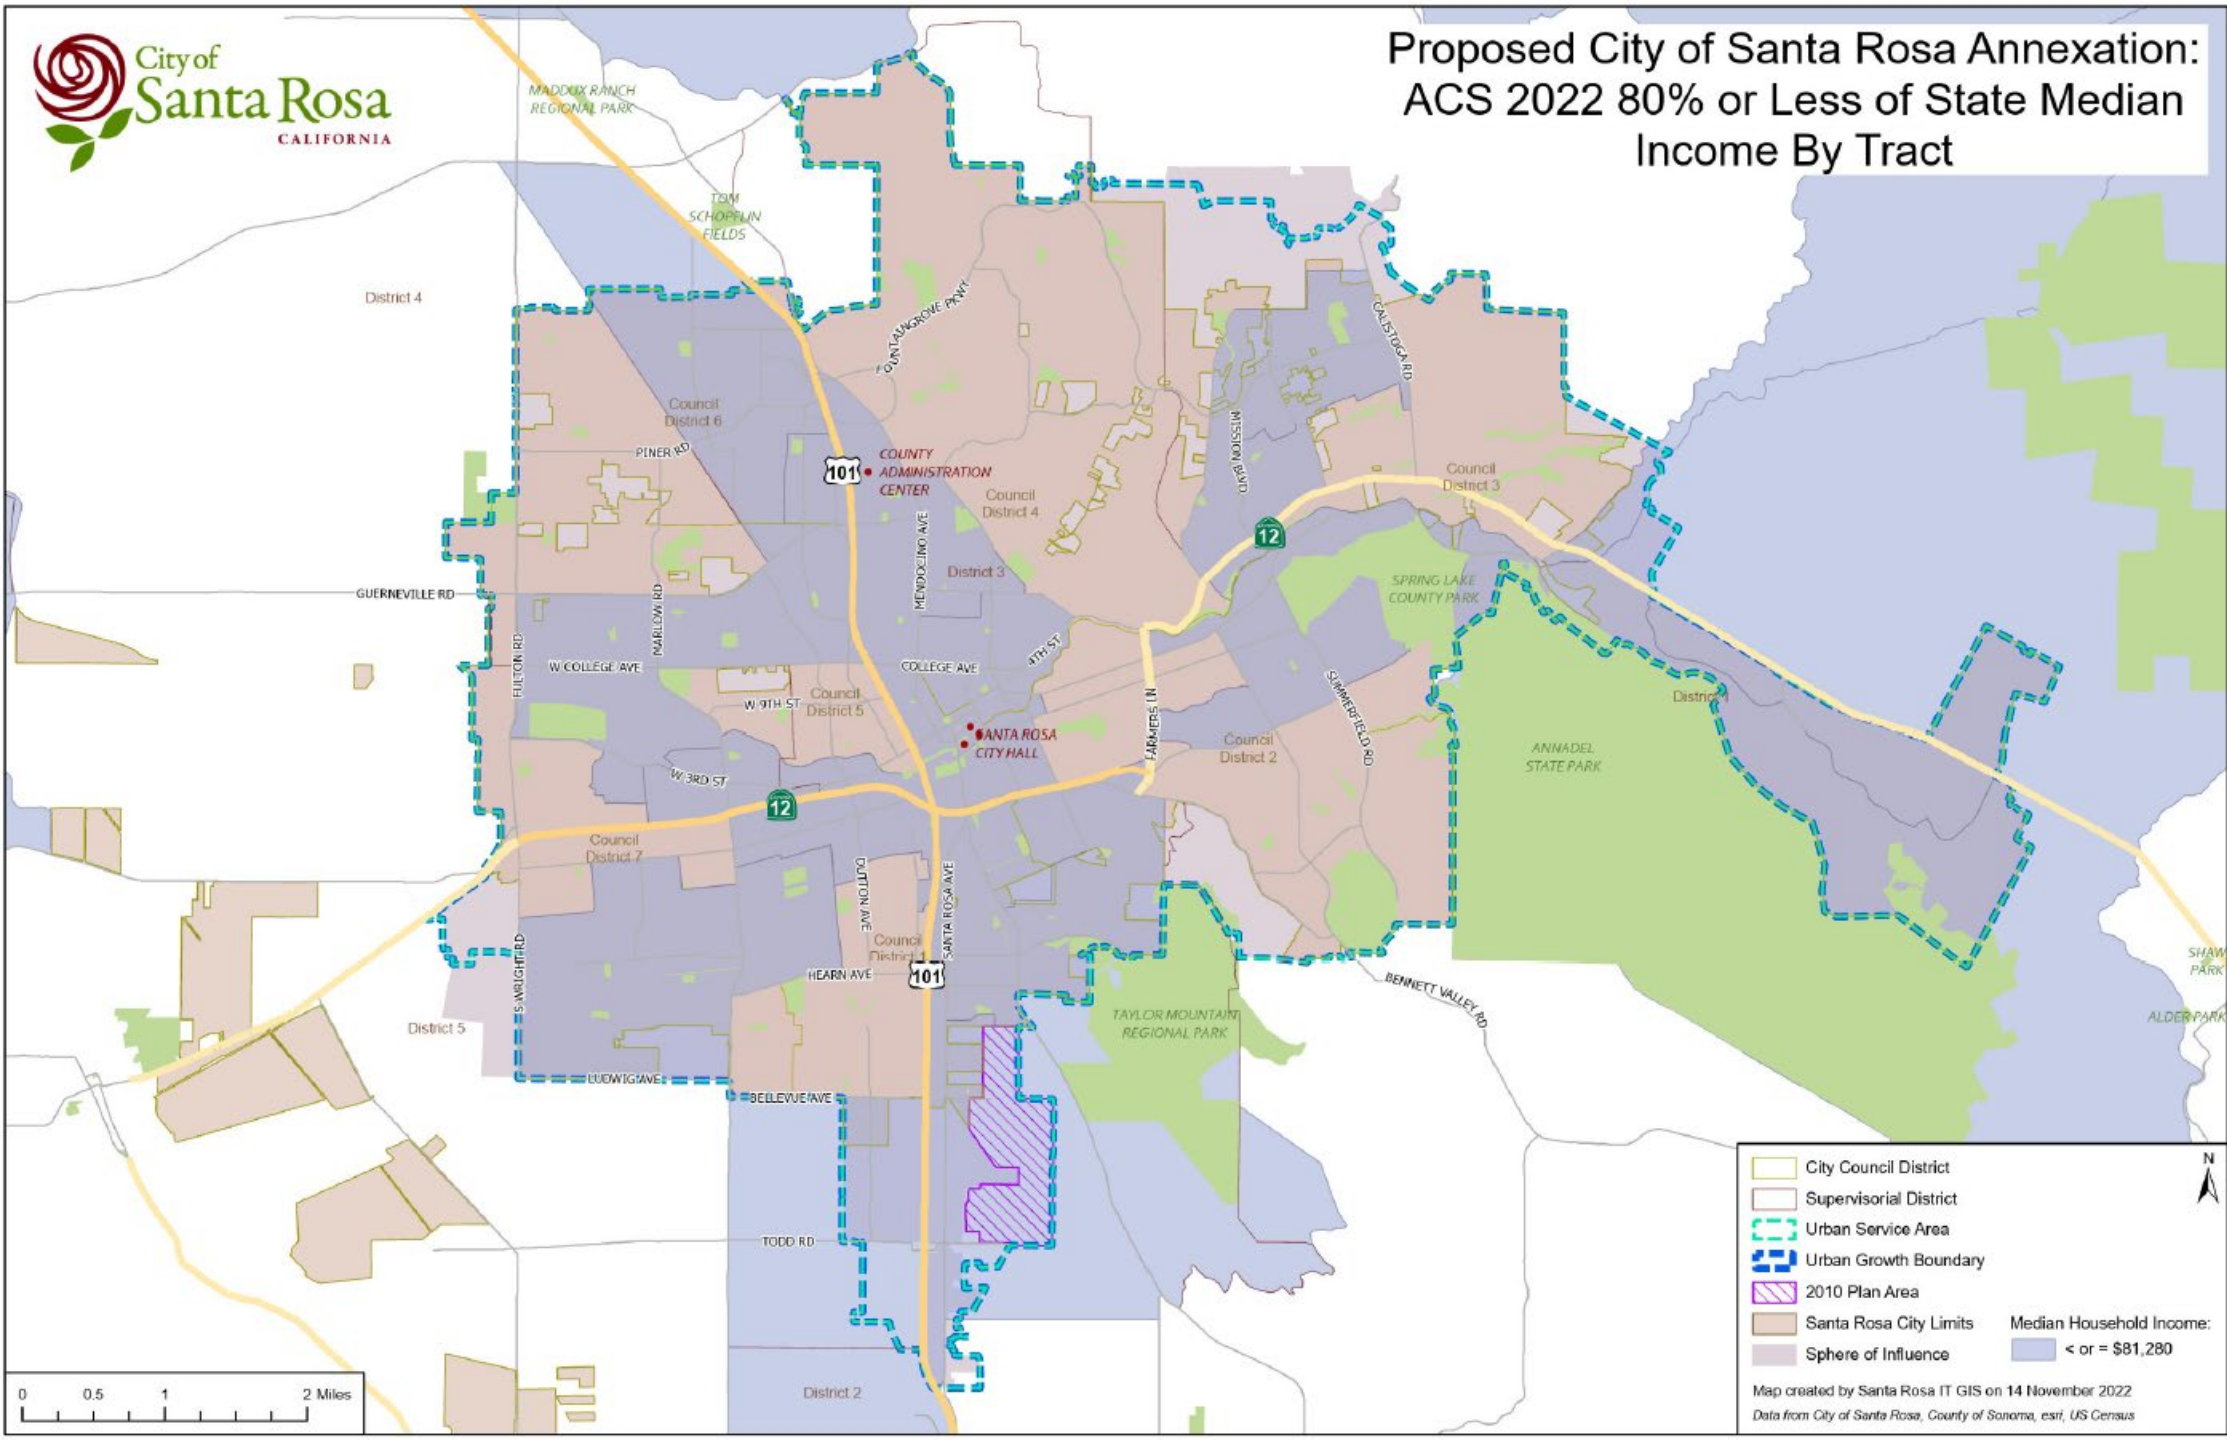 City of
Santa Rosa
CALIFORNIA
Proposed City of Santa Rosa Annexation:
ACS 2022 80% or Less of State Median
Income By Tract
MADDUX RANCH
REGIONAL PARK
TOM
SCHOPFLIN
FIELDS
District 4
FOUNTAINGROVE PKWY
CALISTOGA RD
Council
District 6
PINER RD
101
COUNTY
ADMINISTRATION
CENTER
Council
District 4
MISSION BLVD
Council
District 3
12
MENDOCINO AVE
District 3
SPRING LAKE
COUNTY PARK
GUERNEVILLE RD
MARLOW RD
FULTON RD
W COLLEGE AVE
COLLEGE AVE
4TH ST
W 9TH ST
Council
District 5
FARMERS LN
SUMMERFIELD RD
SANTA ROSA
CITY HALL
Council
District 2
ANNADEL
STATE PARK
W 3RD ST
12
Council
District 7
DUTTON AVE
SANTA ROSA AVE
Council
District 1
HEARN AVE
101
S WRIGHT RD
District 5
BENNETT VALLEY RD
TAYLOR MOUNTAIN
REGIONAL PARK
SHAW
PARK
ALDER PARK
LUDWIG AVE
BELLEVUE AVE
TODD RD
District 2
0 0.5 1 2 Miles
N
City Council District
Supervisorial District
Urban Service Area
Urban Growth Boundary
2010 Plan Area
Santa Rosa City Limits
Sphere of Influence
Median Household Income:
< or = $81,280
Map created by Santa Rosa IT GIS on 14 November 2022
Data from City of Santa Rosa, County of Sonoma, esri, US Census